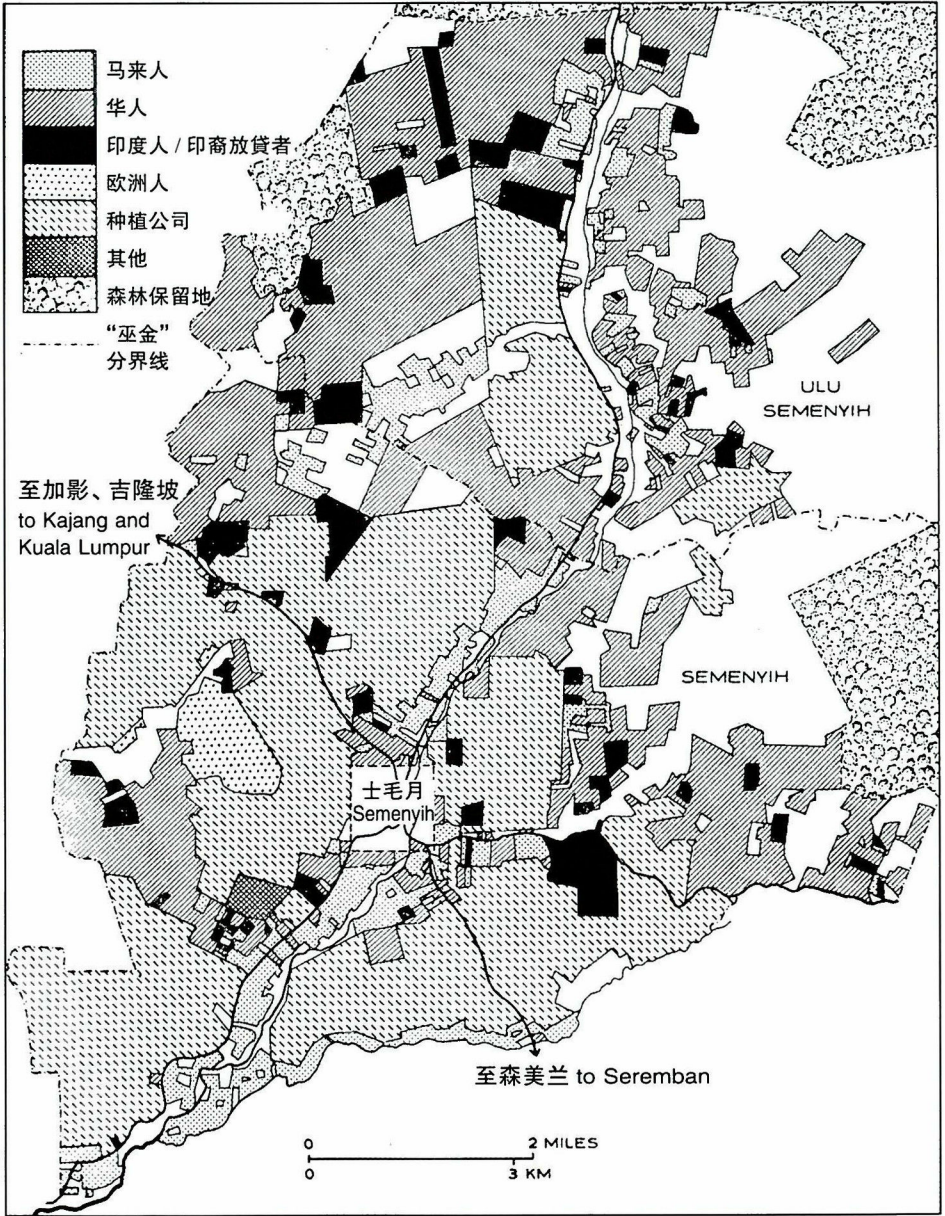 马来人
华人
印度人 / 印裔放贷者
欧洲人
种植公司
其他
森林保留地
“巫金”
分界线
ULU
SEMENYIH
至加影、吉隆坡
to Kajang and
Kuala Lumpur
SEMENYIH
士毛月
Semenyih
至森美兰 to Seremban
0 2 MILES
0 3 KM